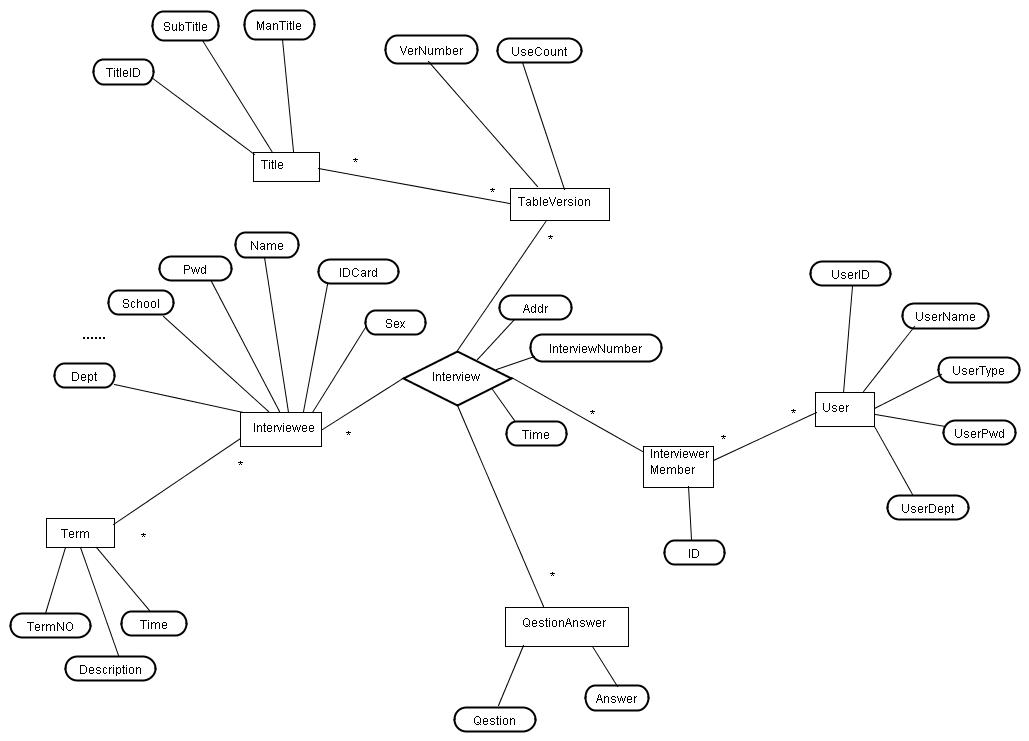 SubTitle
ManTitle
TitleID
VerNumber
UseCount
Title
*
*
TableVersion
*
Name
Pwd
IDCard
School
Sex
......
Dept
Addr
InterviewNumber
Interview
Time
UserID
UserName
UserType
User
UserPwd
UserDept
Interviewee
*
*
*
*
*
Interviewer
Member
ID
Term
*
TermNO
Time
Description
*
QestionAnswer
Qestion
Answer